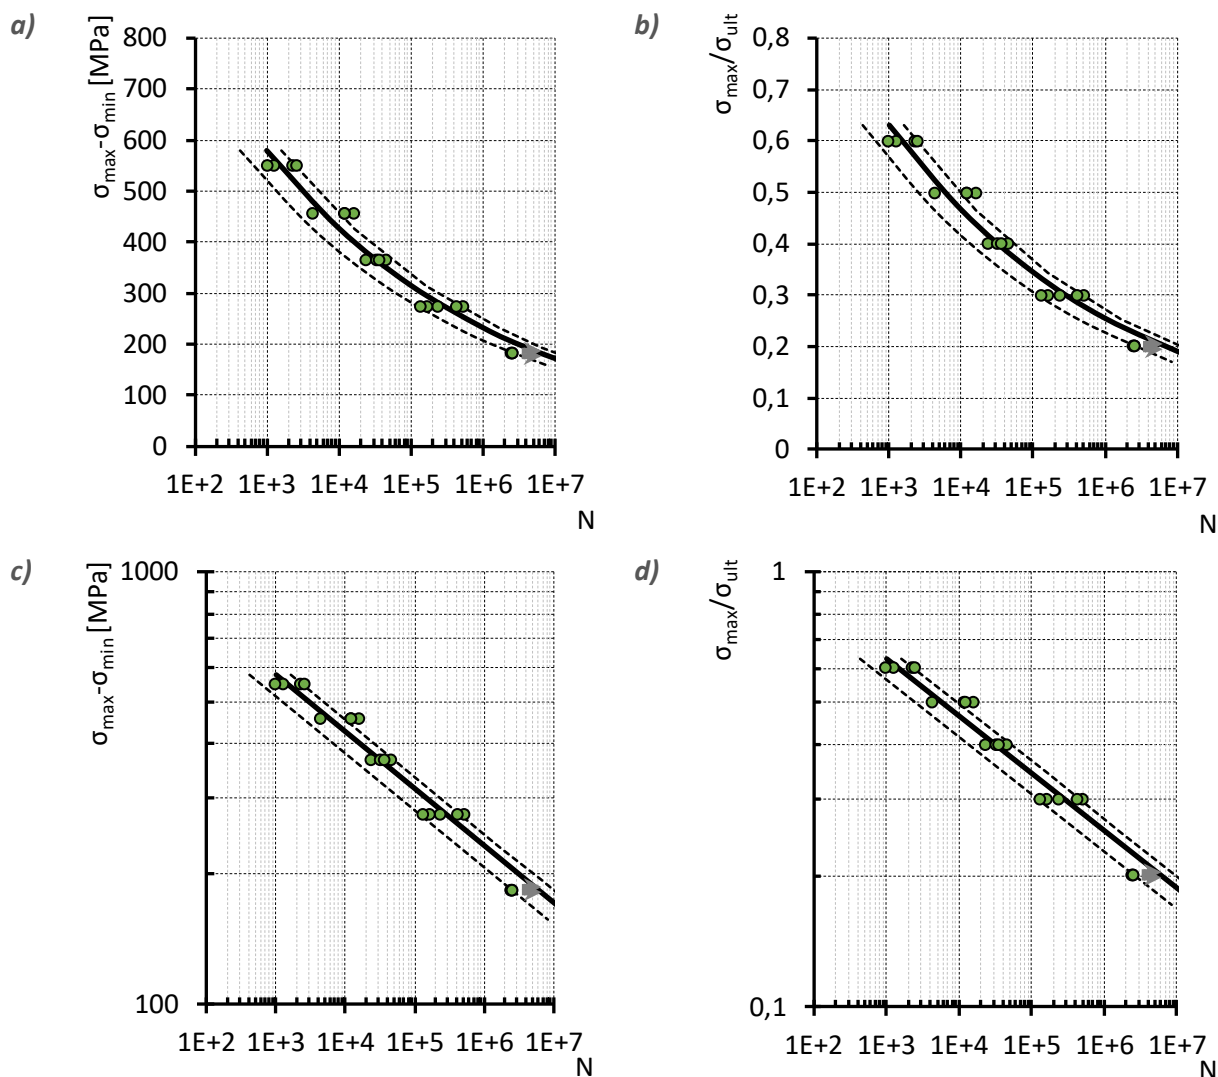 a)
σmax-σmin [MPa]
800
700
600
500
400
300
200
100
0
1E+2 1E+3 1E+4 1E+5 1E+6 1E+7
N
b)
σmax/σult
0,8
0,7
0,6
0,5
0,4
0,3
0,2
0,1
0
1E+2 1E+3 1E+4 1E+5 1E+6 1E+7
N
c)
σmax-σmin [MPa]
1000
100
1E+2 1E+3 1E+4 1E+5 1E+6 1E+7
N
d)
σmax/σult
1
0,1
1E+2 1E+3 1E+4 1E+5 1E+6 1E+7
N